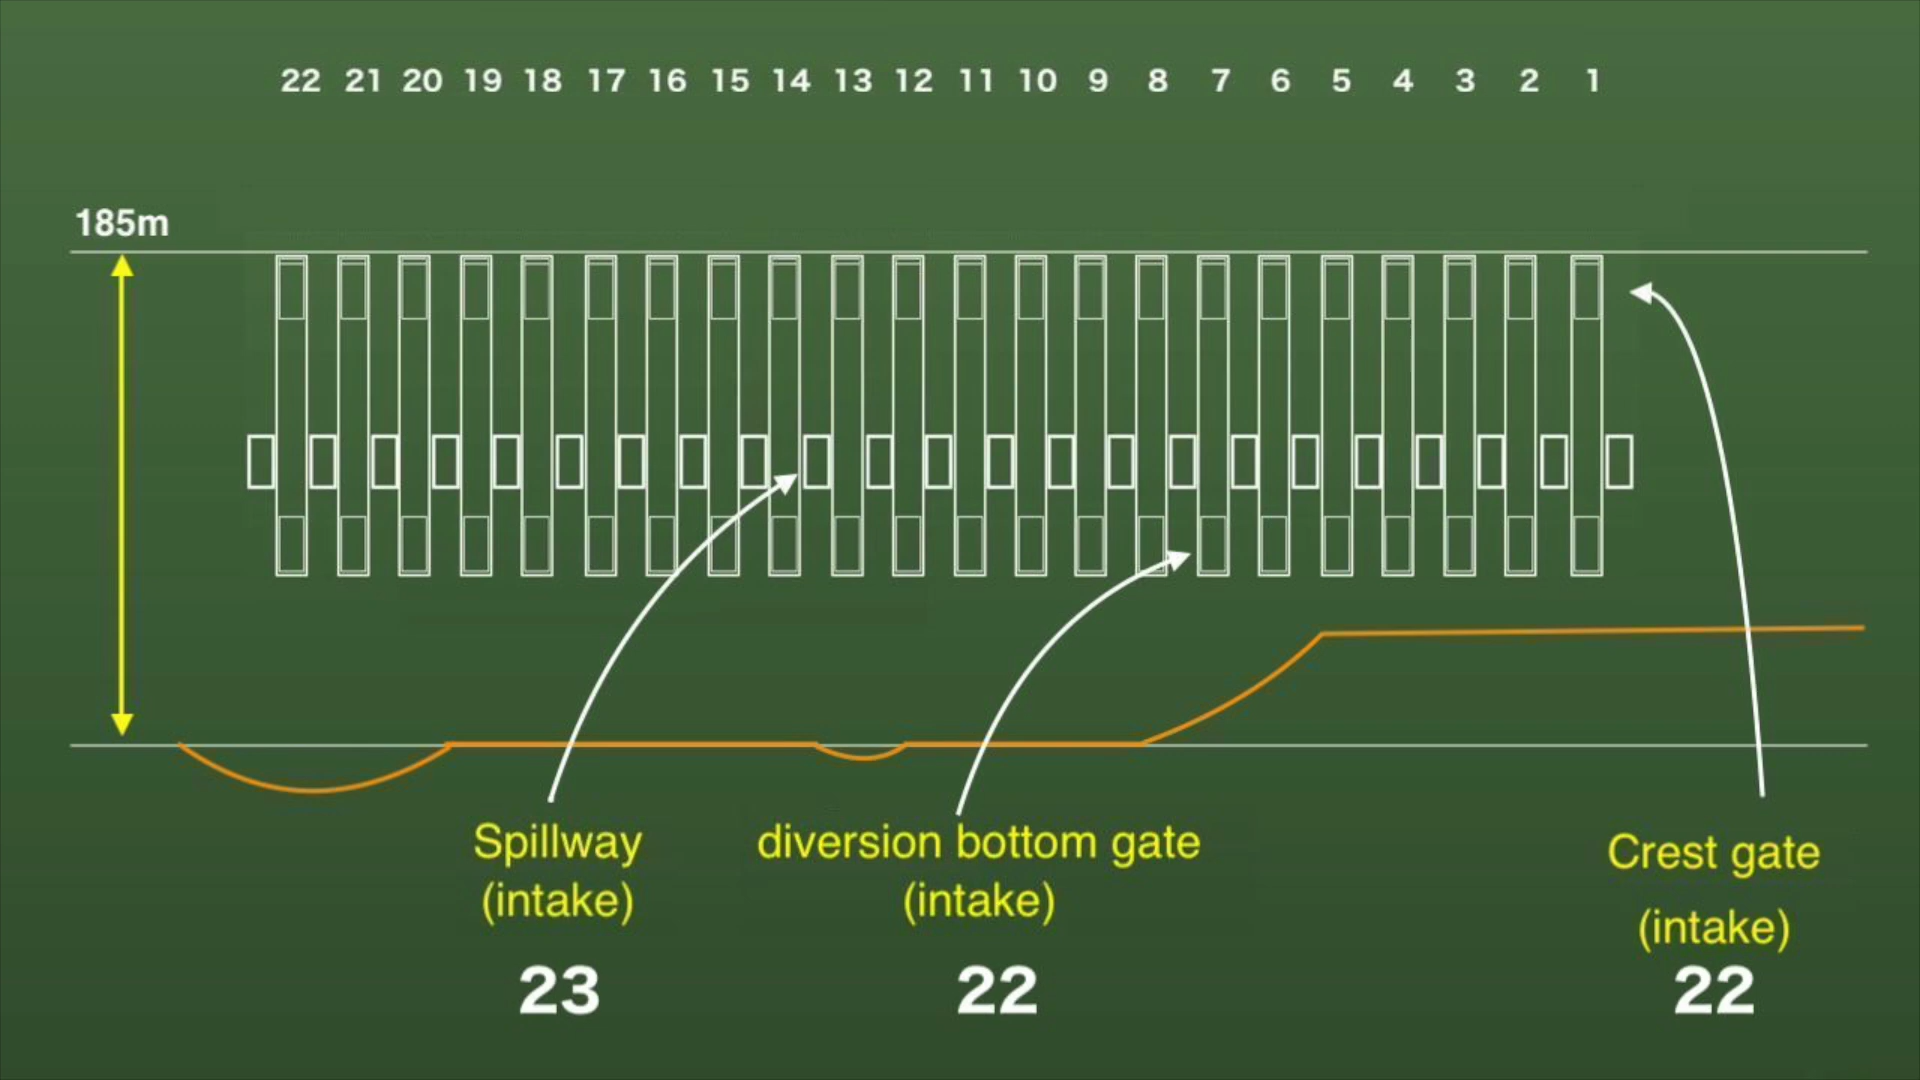 22 21 20 19 18 17 16 15 14 13 12 11 10 9 8 7 6 5 4 3 2 1
185m
Spillway
(intake)
23
diversion bottom gate
(intake)
22
Crest gate
(intake)
22